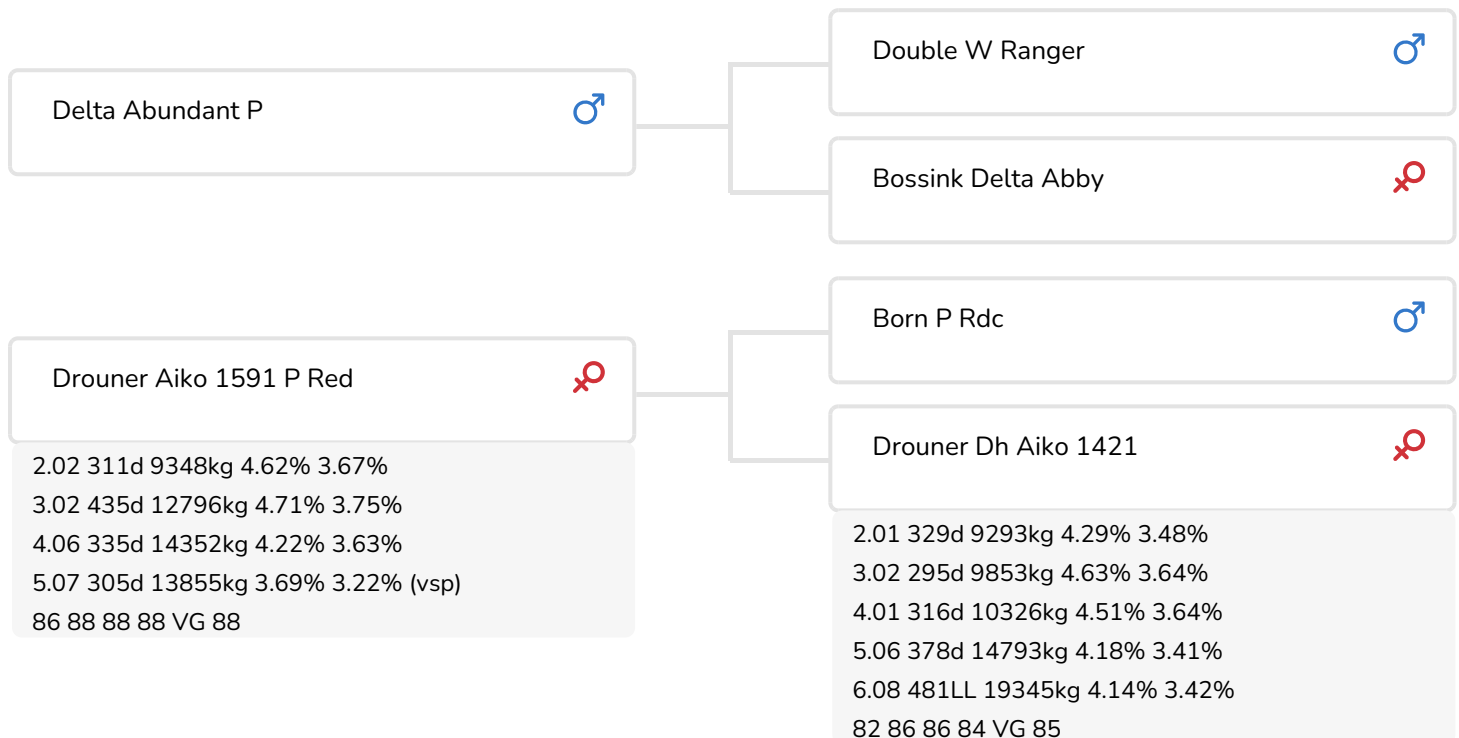 Delta Abundant P
Double W Ranger
Bossink Delta Abby
Drouner Aiko 1591 P Red
2.02 311d 9348kg 4.62% 3.67%
3.02 435d 12796kg 4.71% 3.75%
4.06 335d 14352kg 4.22% 3.63%
5.07 305d 13855kg 3.69% 3.22% (vsp)
86 88 88 88 VG 88
Born P Rdc
Drouner Dh Aiko 1421
2.01 329d 9293kg 4.29% 3.48%
3.02 295d 9853kg 4.63% 3.64%
4.01 316d 10326kg 4.51% 3.64%
5.06 378d 14793kg 4.18% 3.41%
6.08 481LL 19345kg 4.14% 3.42%
82 86 86 84 VG 85